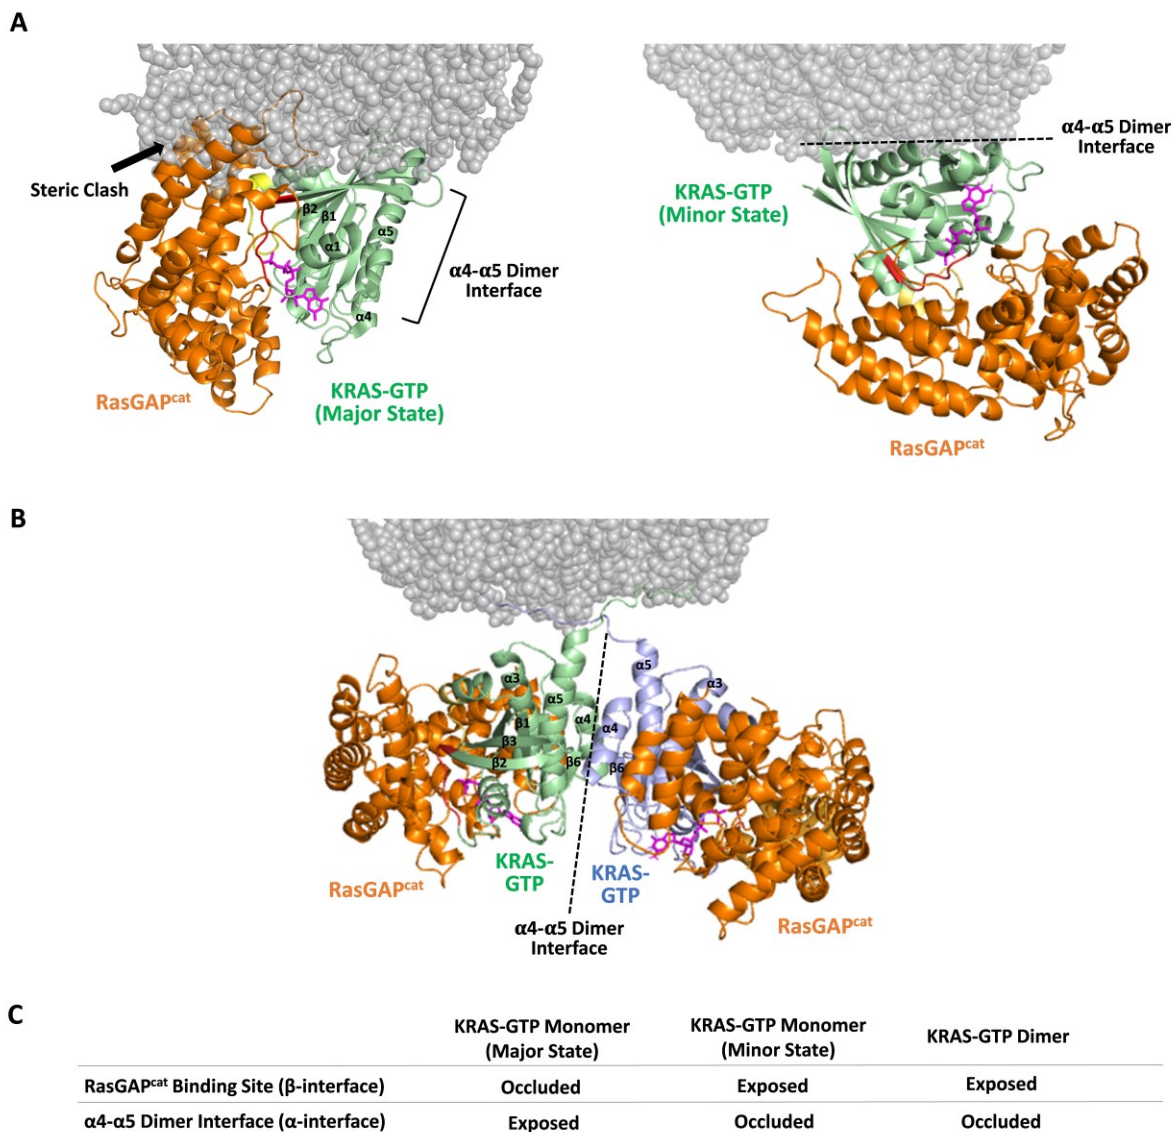 A
Steric Clash
β2
β1
α1
α5
α4
α4-α5 Dimer
Interface
RasGAPcat
KRAS-GTP
(Major State)
α4-α5 Dimer
Interface
KRAS-GTP
(Minor State)
RasGAPcat
B
α3
α5
α4
β1
β3
β2
β6
α5
α3
α4
β6
RasGAPcat
KRAS-
GTP
KRAS-
GTP
RasGAPcat
α4-α5 Dimer
Interface
C
KRAS-GTP Monomer
(Major State)
KRAS-GTP Monomer
(Minor State)
KRAS-GTP Dimer
RasGAPcat Binding Site (β-interface) Occluded Exposed Exposed
α4-α5 Dimer Interface (α-interface) Exposed Occluded Occluded